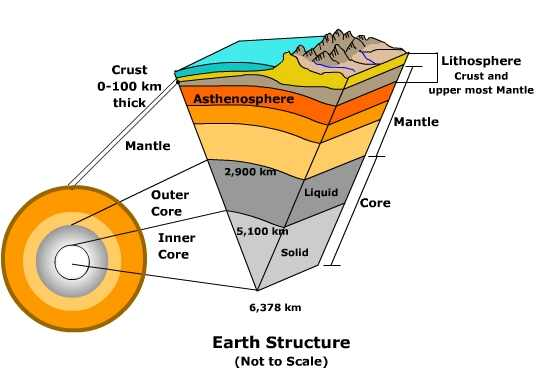 Crust
0-100 km
thick
Lithosphere
Crust and
upper most Mantle
Asthenosphere
Mantle
Mantle
2,900 km
Liquid
Outer
Core
Core
5,100 km
Inner
Core
Solid
6,378 km
Earth Structure
(Not to Scale)